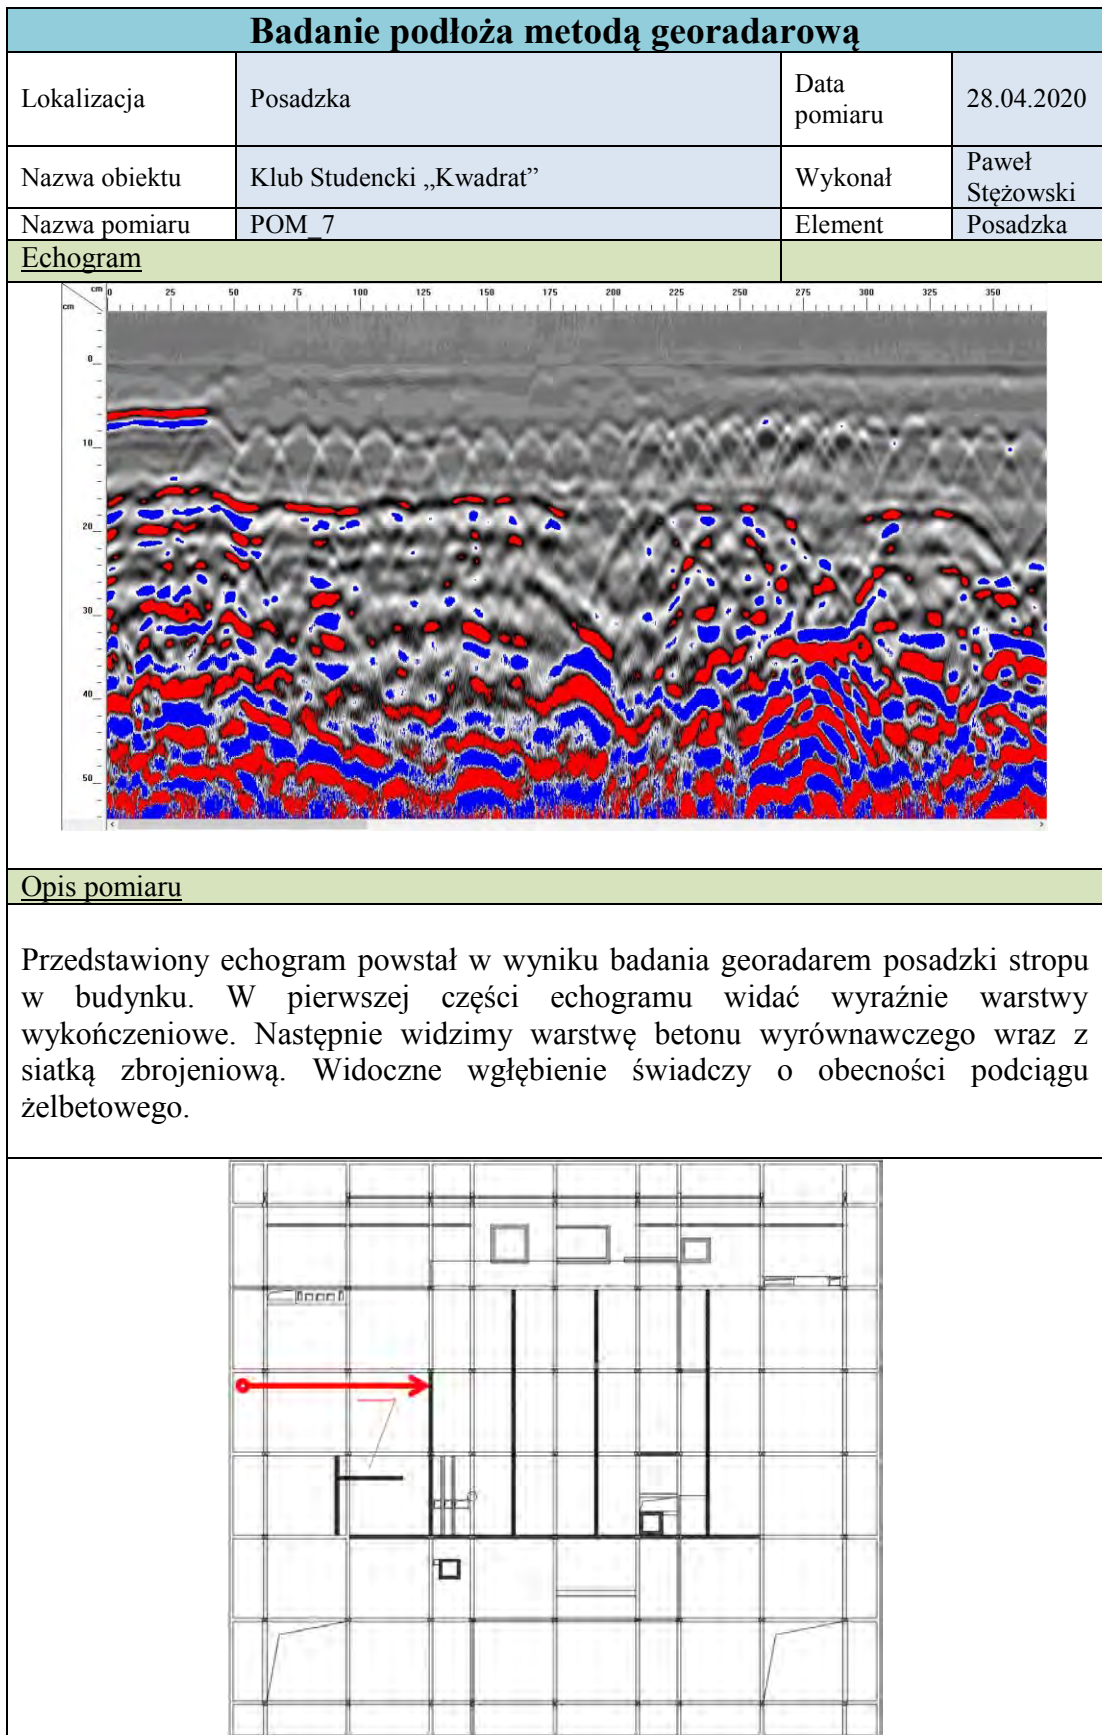 Badanie podłoża metodą georadarową
Lokalizacja Posadzka Data pomiaru 28.04.2020
Nazwa obiektu Klub Studencki „Kwadrat” Wykonał Paweł Stężowski
Nazwa pomiaru POM_7 Element Posadzka
Echogram
cm 0 25 50 75 100 125 150 175 200 225 250 275 300 325 350
cm
0
10
20
30
40
50
Opis pomiaru
Przedstawiony echogram powstał w wyniku badania georadarem posadzki stropu
w budynku. W pierwszej części echogramu widać wyraźnie warstwy
wykończeniowe. Następnie widzimy warstwę betonu wyrównawczego wraz z
siatką zbrojeniową. Widoczne wgłębienie świadczy o obecności podciągu
żelbetowego.
7